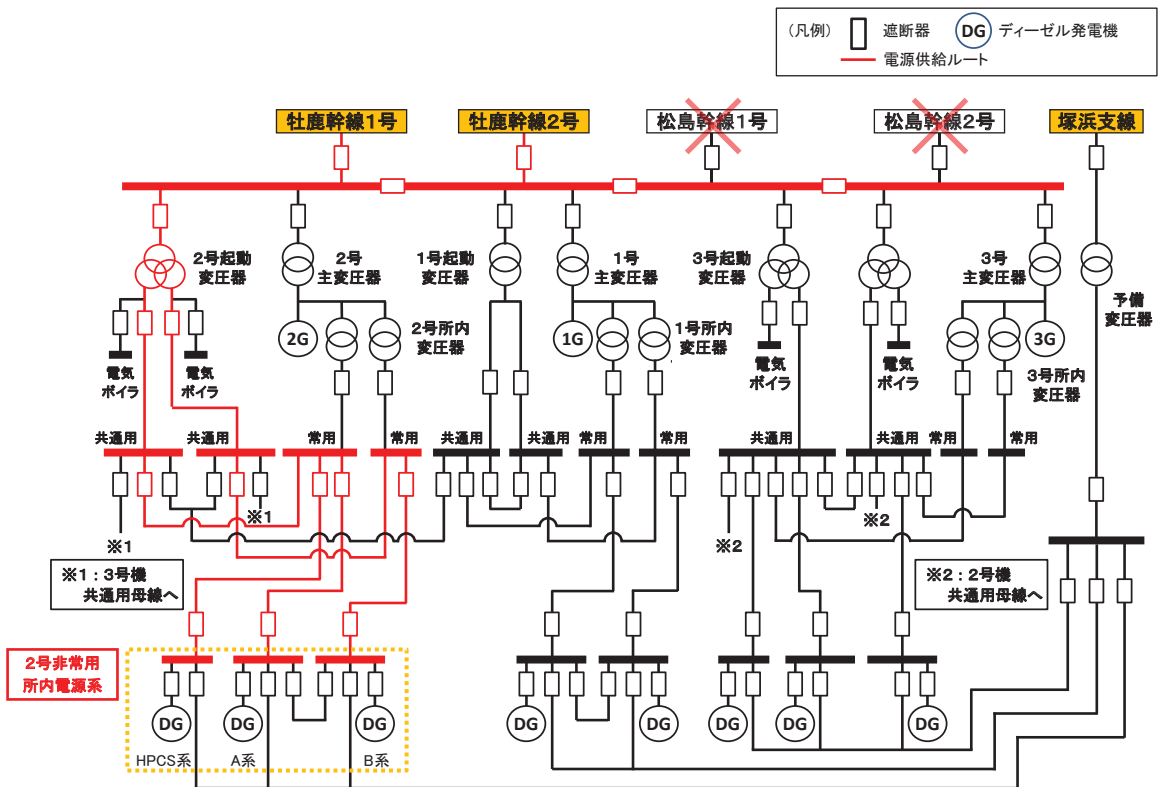 (凡例)
遮断器
DG ディーゼル発電機
電源供給ルート
牡鹿幹線1号
牡鹿幹線2号
松島幹線1号
松島幹線2号
塚浜支線
2号起動
変圧器
2号
主変圧器
1号起動
変圧器
1号
主変圧器
3号起動
変圧器
3号
主変圧器
予備
変圧器
2G
2号所内
変圧器
1G
1号所内
変圧器
3G
3号所内
変圧器
電気
ボイラ
電気
ボイラ
電気
ボイラ
電気
ボイラ
共通用
共通用
常用
常用
共通用
共通用
常用
常用
共通用
共通用
常用
常用
※1
※1
※2
※2
※1:3号機
共通用母線へ
※2:2号機
共通用母線へ
2号非常用
所内電源系
DG
DG
DG
DG
DG
DG
DG
DG
HPCS系
A系
B系